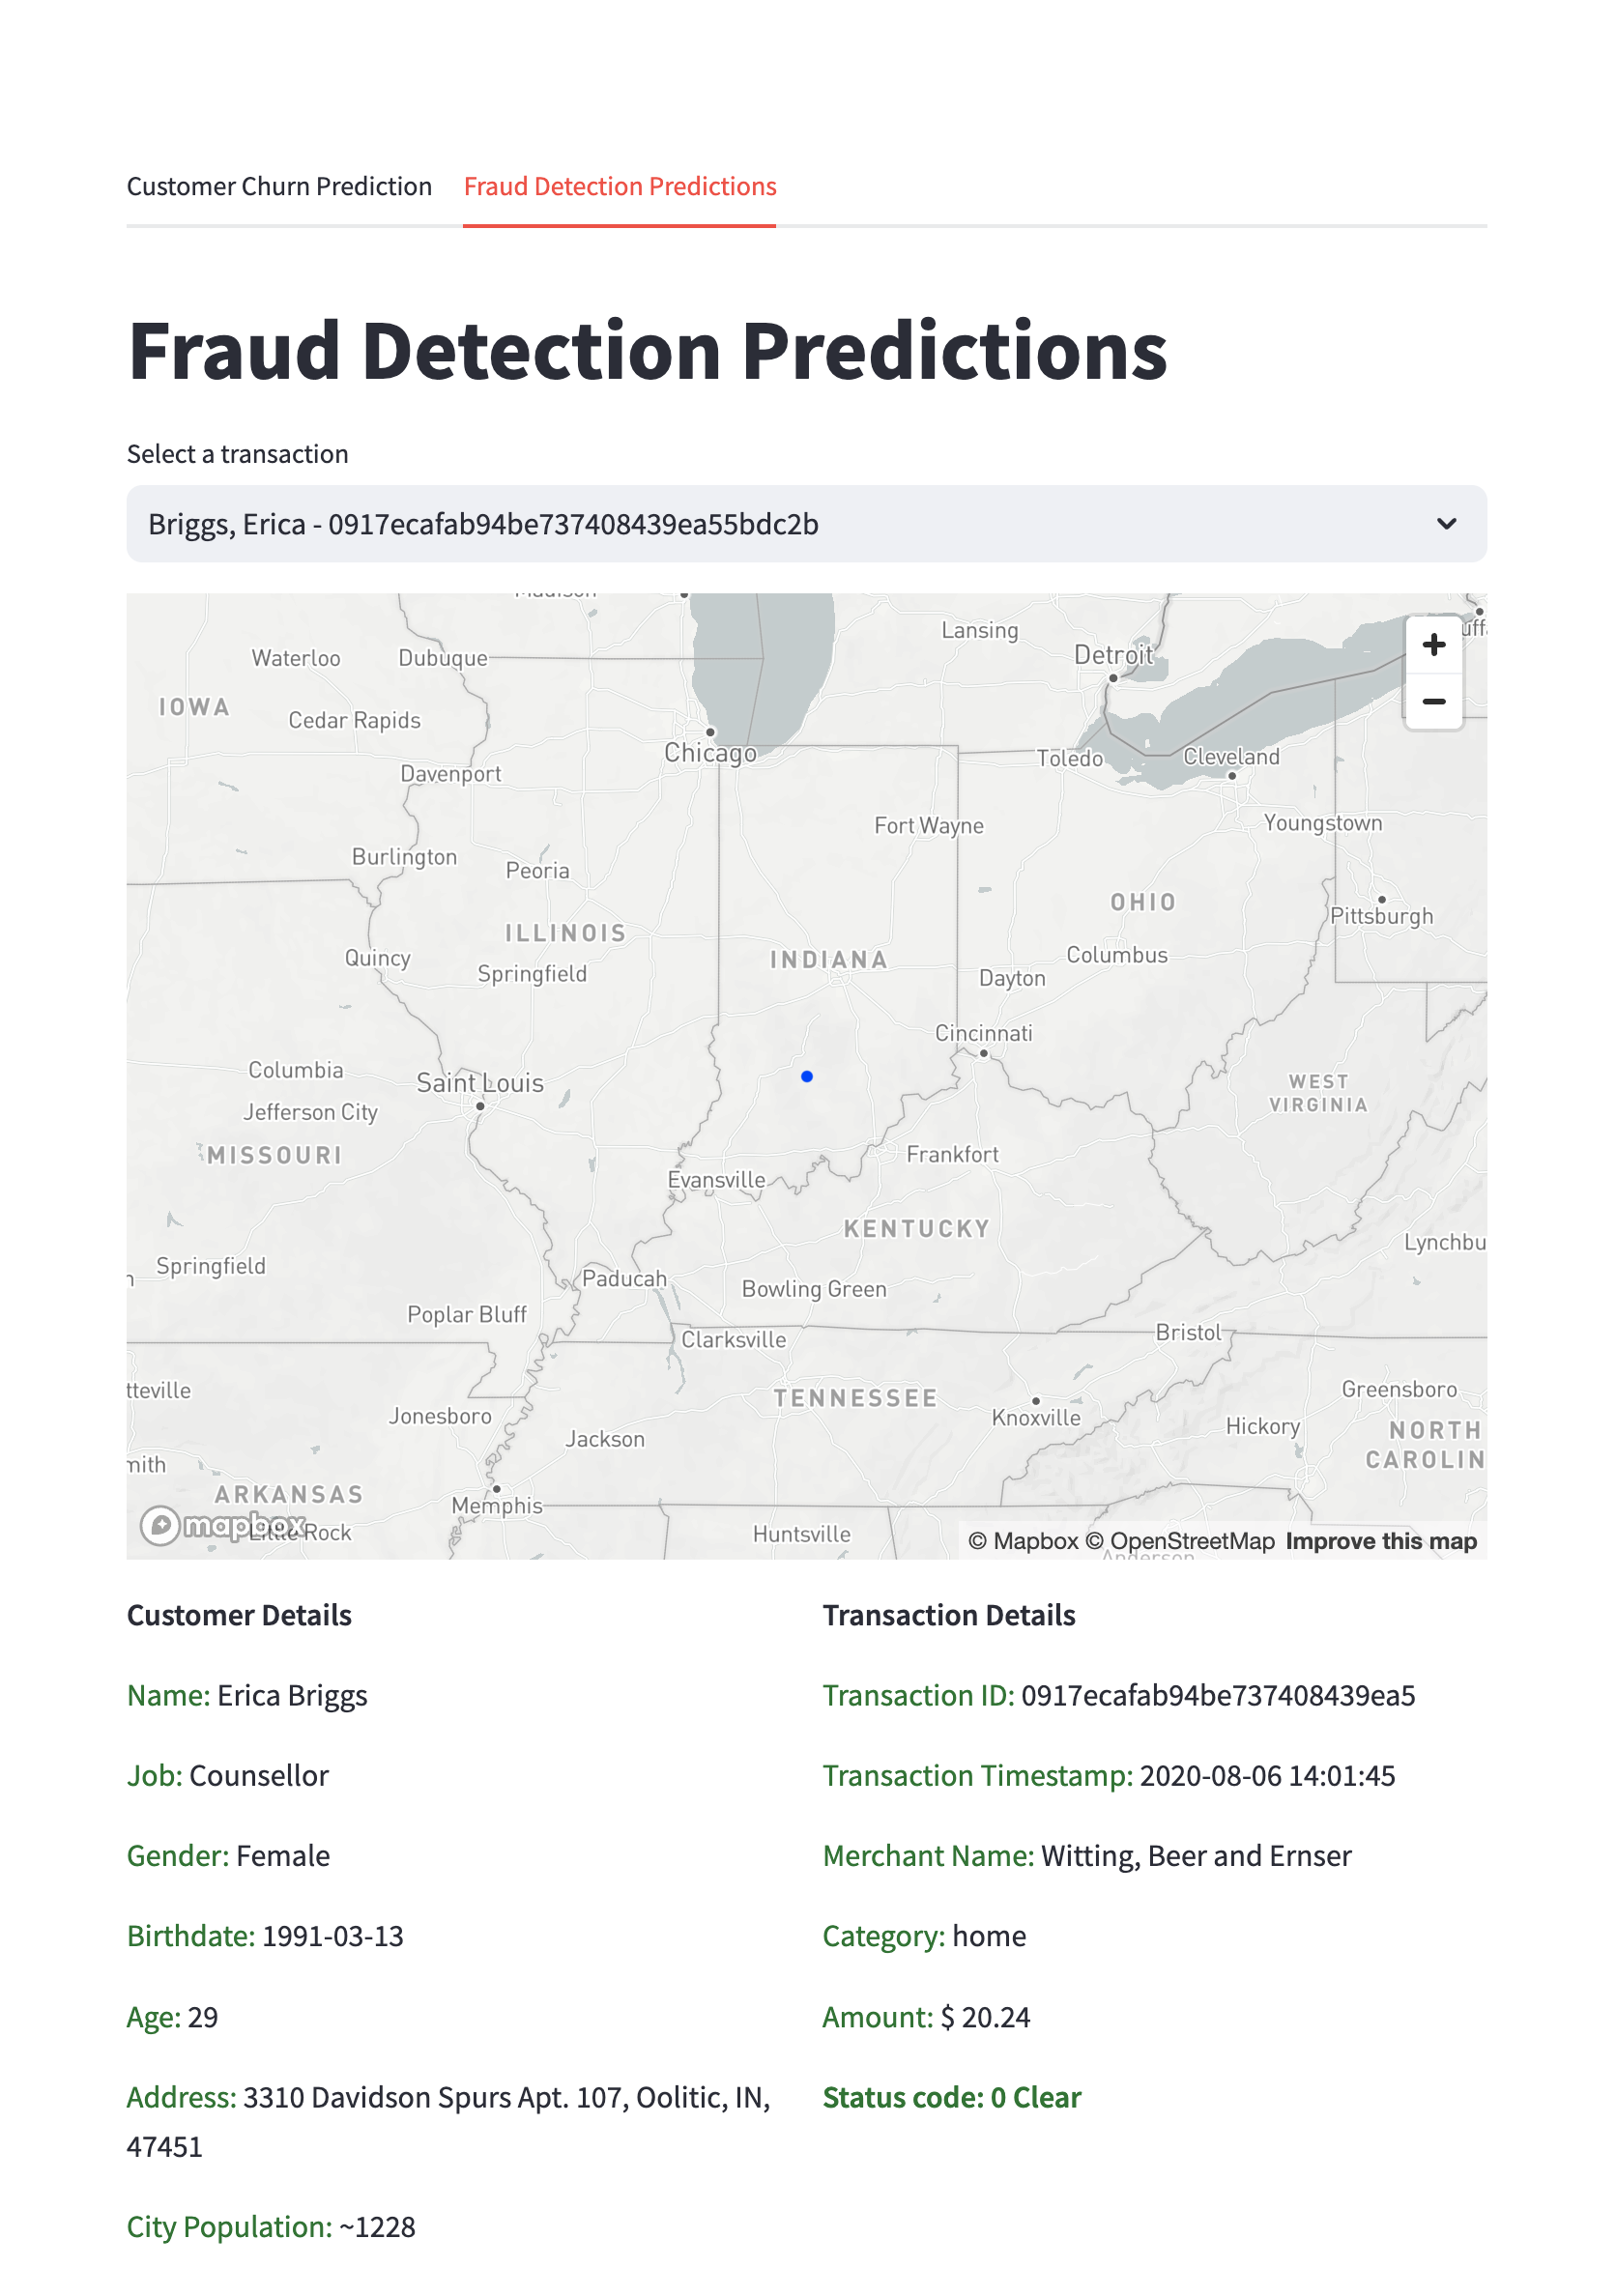 Customer Churn Prediction Fraud Detection Predictions
Fraud Detection Predictions
Select a transaction
Briggs, Erica - 0917ecafab94be737408439ea55bdc2b
Madison
Lansing
uffa
Waterloo Dubuque Detroit
IOWA
Cedar Rapids
Chicago Toledo Cleveland
Davenport
Fort Wayne Youngstown
Burlington Peoria
OHIO
Pittsburgh
ILLINOIS
Quincy INDIANA Columbus
Springfield Dayton
Cincinnati
Columbia Saint Louis WEST
VIRGINIA
Jefferson City
MISSOURI Frankfort
Evansville
KENTUCKY
Lynchbu
Springfield Paducah Bowling Green
Poplar Bluff Clarksville Bristol
tteville TENNESSEE Greensboro
Jonesboro Knoxville Hickory NORTH
CAROLIN
Jackson
mith
ARKANSAS
Memphis
mapbox Little Rock Huntsville © Mapbox © OpenStreetMap Improve this map
Anderson
Customer Details
Name: Erica Briggs
Job: Counsellor
Gender: Female
Birthdate: 1991-03-13
Age: 29
Address: 3310 Davidson Spurs Apt. 107, Oolitic, IN,
47451
City Population: ~1228
Transaction Details
Transaction ID: 0917ecafab94be737408439ea5
Transaction Timestamp: 2020-08-06 14:01:45
Merchant Name: Witting, Beer and Ernser
Category: home
Amount: $ 20.24
Status code: 0 Clear